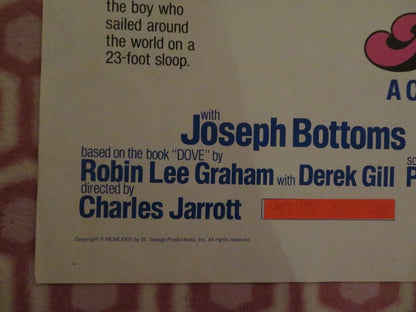 the boy who
sailed around
the world on a
23-foot sloop.
A C
with
Joseph Bottoms
based on the book "DOVE" by
Robin Lee Graham with Derek Gill
directed by
Charles Jarrott
Copyright © MCMLXXIV by St. George Productions, Inc. All rights reserved.